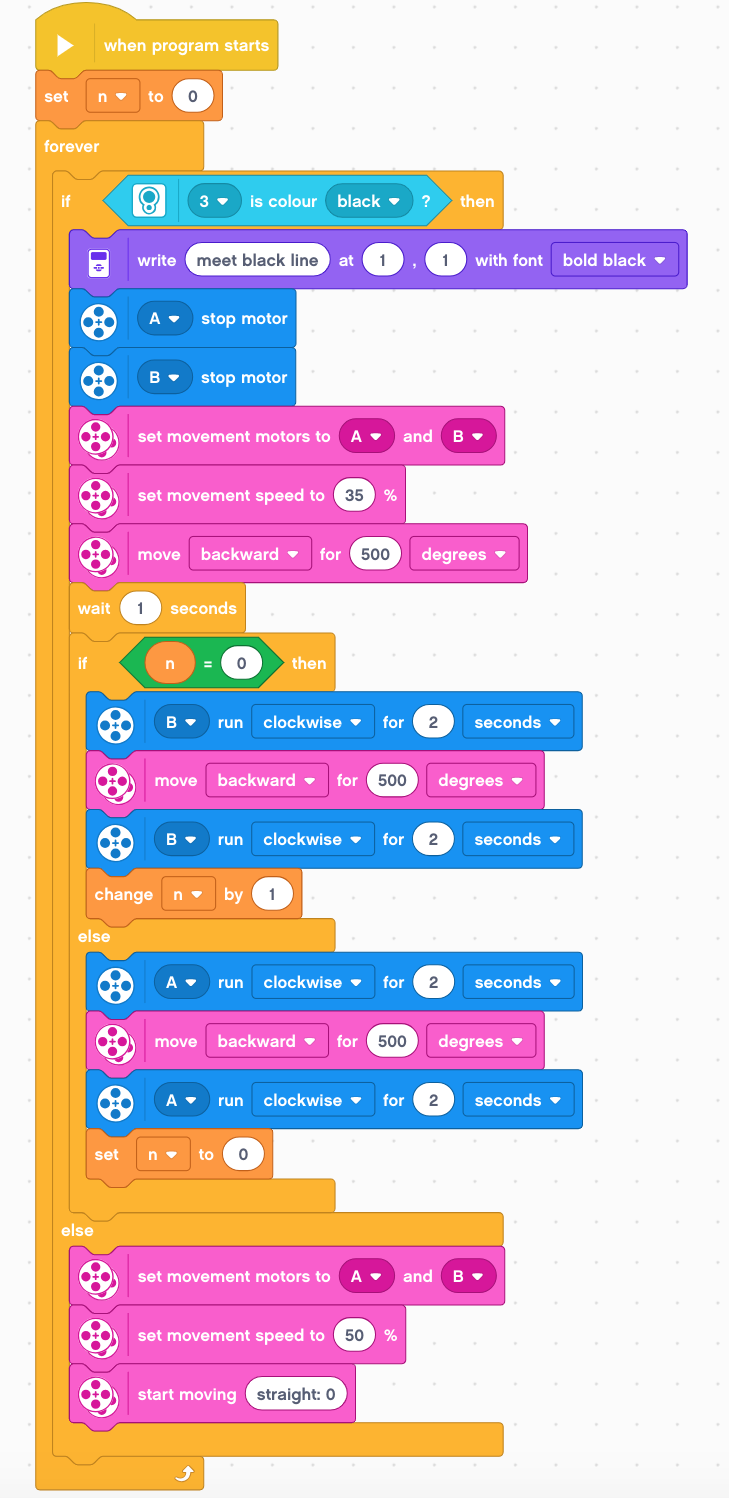 when program starts
set n to 0
forever
if 3 is colour black ? then
write meet black line at 1 , 1 with font bold black
A stop motor
B stop motor
set movement motors to A and B
set movement speed to 35 %
move backward for 500 degrees
wait 1 seconds
if n = 0 then
B run clockwise for 2 seconds
move backward for 500 degrees
B run clockwise for 2 seconds
change n by 1
else
A run clockwise for 2 seconds
move backward for 500 degrees
A run clockwise for 2 seconds
set n to 0
else
set movement motors to A and B
set movement speed to 50 %
start moving straight: 0